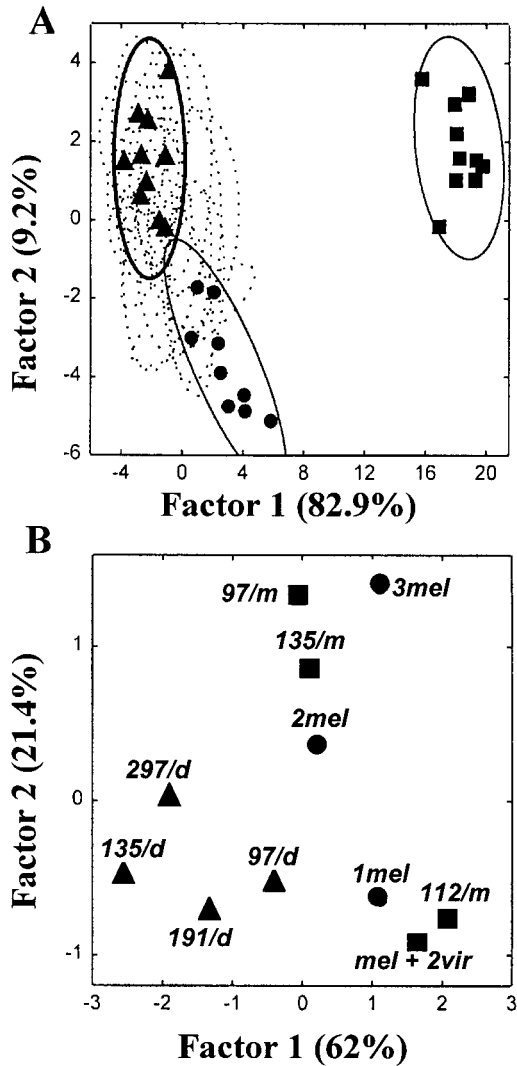 A
4
2
0
-2
-4
-6
Factor 2 (9.2%)
-4 0 4 8 12 16 20
Factor 1 (82.9%)
B
97/m
3mel
135/m
2mel
297/d
135/d
97/d
191/d
1mel
112/m
mel + 2vir
1
0
-1
Factor 2 (21.4%)
-3 -2 -1 0 1 2 3
Factor 1 (62%)